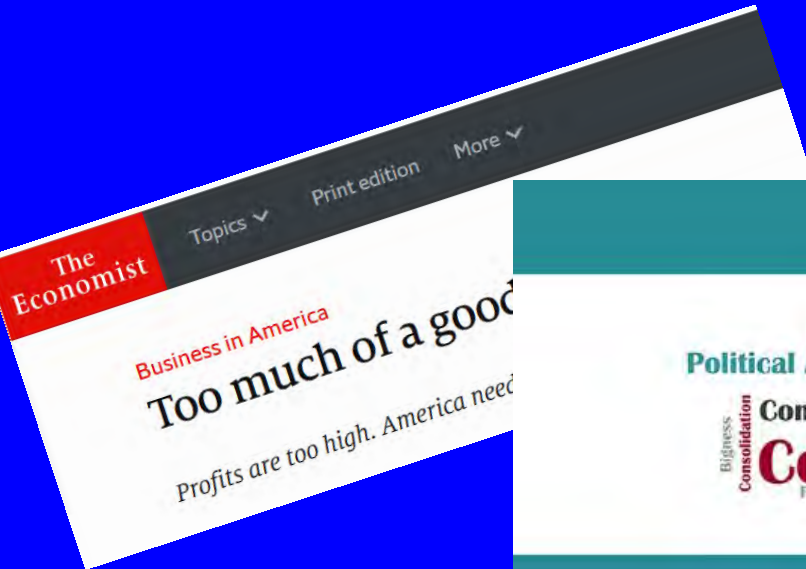 The
Economist
Topics
Print edition
More
Business in America
Too much of a good
Profits are too high. America need
Political
Bigness
Consolidation
Con
Co